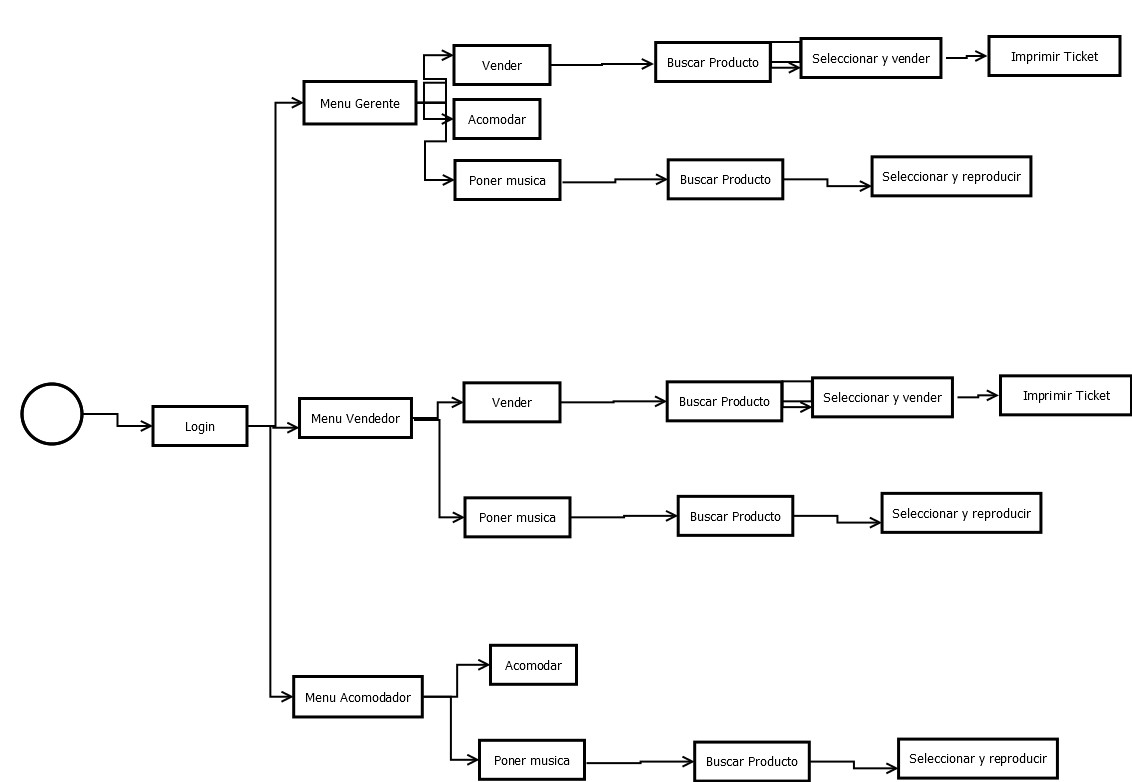 Vender
Buscar Producto
Seleccionar y vender
Imprimir Ticket
Menu Gerente
Acomodar
Poner musica
Buscar Producto
Seleccionar y reproducir
Login
Menu Vendedor
Vender
Buscar Producto
Seleccionar y vender
Imprimir Ticket
Poner musica
Buscar Producto
Seleccionar y reproducir
Menu Acomodador
Acomodar
Poner musica
Buscar Producto
Seleccionar y reproducir